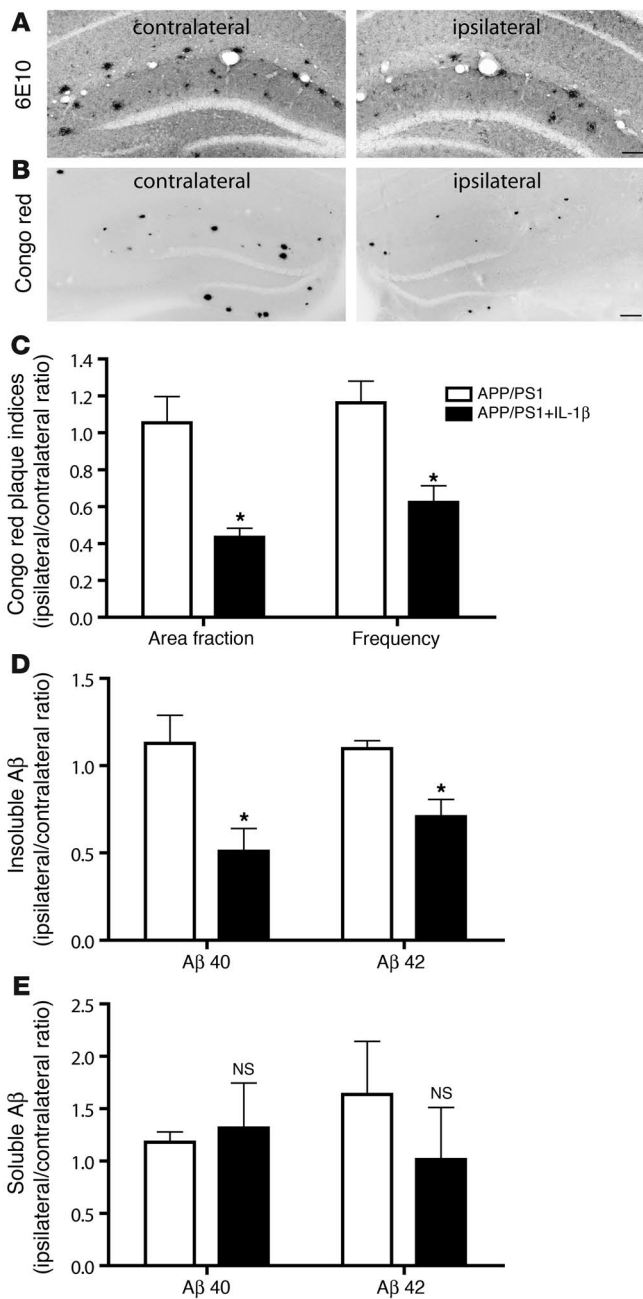 A
6E10
contralateral
ipsilateral
B
Congo red
contralateral
ipsilateral
C
Congo red plaque indices
(ipsilateral/contralateral ratio)
1.4
1.2
1.0
0.8
0.6
0.4
0.2
0.0
APP/PS1
APP/PS1+IL-1β
*
*
Area fraction
Frequency
D
Insoluble Aβ
(ipsilateral/contralateral ratio)
1.5
1.0
0.5
0.0
*
*
Aβ 40
Aβ 42
E
Soluble Aβ
(ipsilateral/contralateral ratio)
2.5
2.0
1.5
1.0
0.5
0.0
NS
NS
Aβ 40
Aβ 42